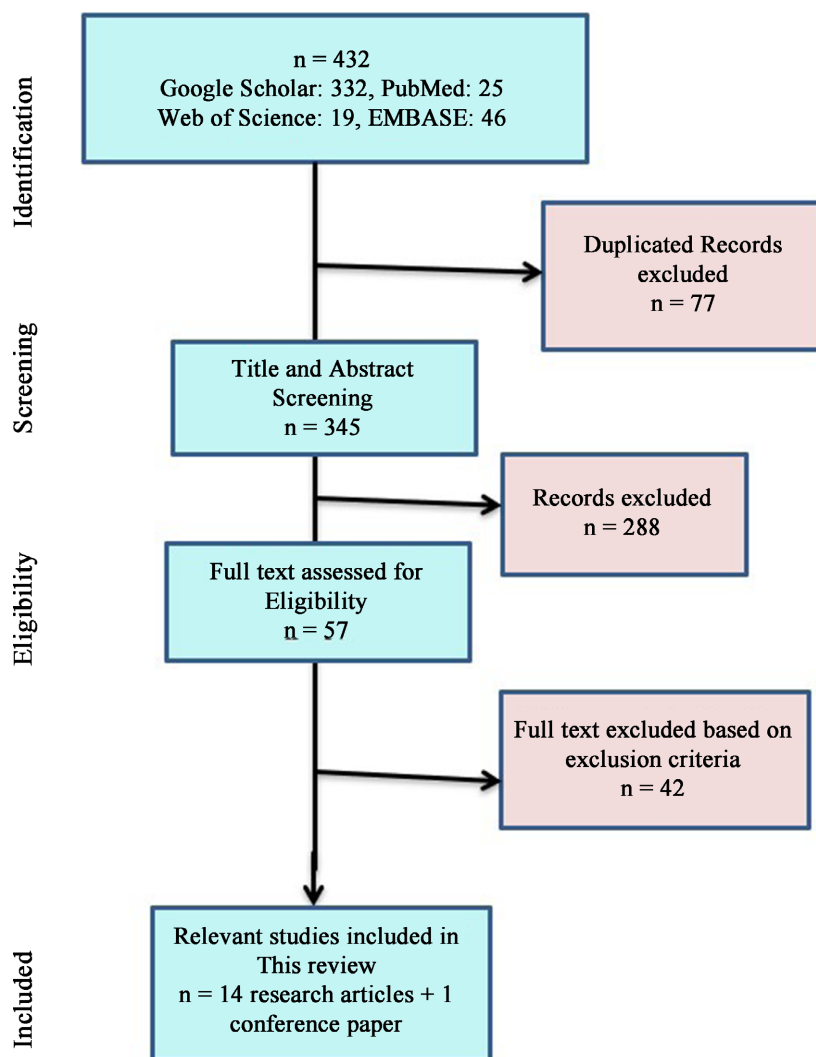 Identification
n = 432
Google Scholar: 332, PubMed: 25
Web of Science: 19, EMBASE: 46
Duplicated Records
excluded
n = 77
Screening
Title and Abstract
Screening
n = 345
Records excluded
n = 288
Eligibility
Full text assessed for
Eligibility
n = 57
Full text excluded based on
exclusion criteria
n = 42
Included
Relevant studies included in
This review
n = 14 research articles + 1
conference paper